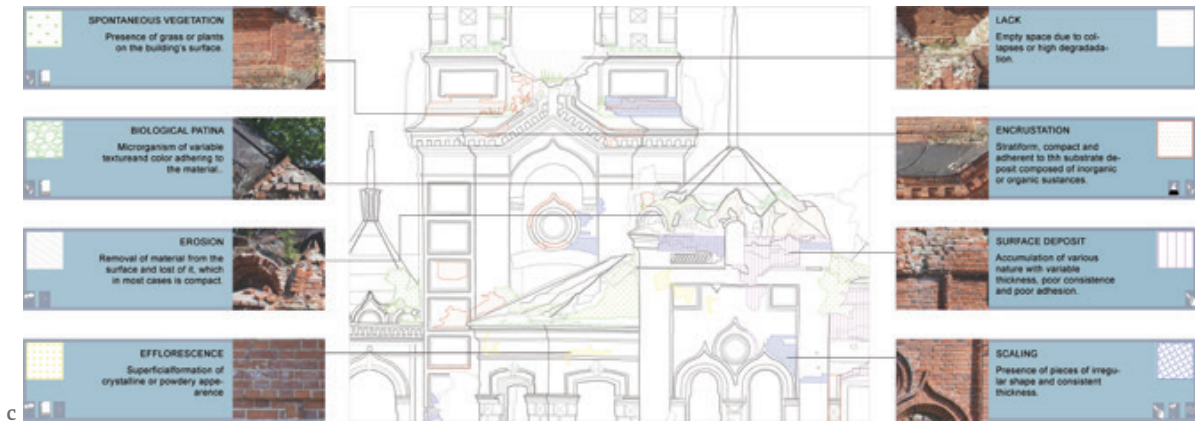 SPONTANEOUS VEGETATION
Presence of grass or plants
on the building's surface.
BIOLOGICAL PATINA
Microrganism of variable
textureand color adhering to
the material..
EROSION
Removal of material from the
surface and lost of it, which
in most cases is compact.
EFFLORESCENCE
Superficialformation of
crystalline or powdery appe-
arence
c
LACK
Empty space due to col-
lapses or high degradada-
tion.
ENCRUSTATION
Stratiform, compact and
adherent to thh substrate de-
posit composed of inorganic
or organic sustances.
SURFACE DEPOSIT
Accumulation of various
nature with variable
thickness, poor consistence
and poor adhesion.
SCALING
Presence of pieces of irregu-
lar shape and consistent
thickness.